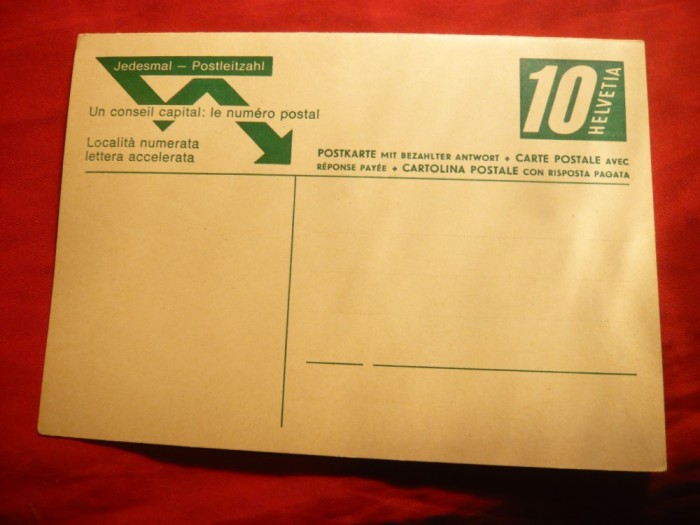 Jedesmal – Postleitzahl
Un conseil capital: le numéro postal
Località numerata
lettera accelerata
10
HELVETIA
POSTKARTE MIT BEZAHLTER ANTWORT + CARTE POSTALE AVEC
RÉPONSE PAYÉE + CARTOLINA POSTALE CON RISPOSTA PAGATA